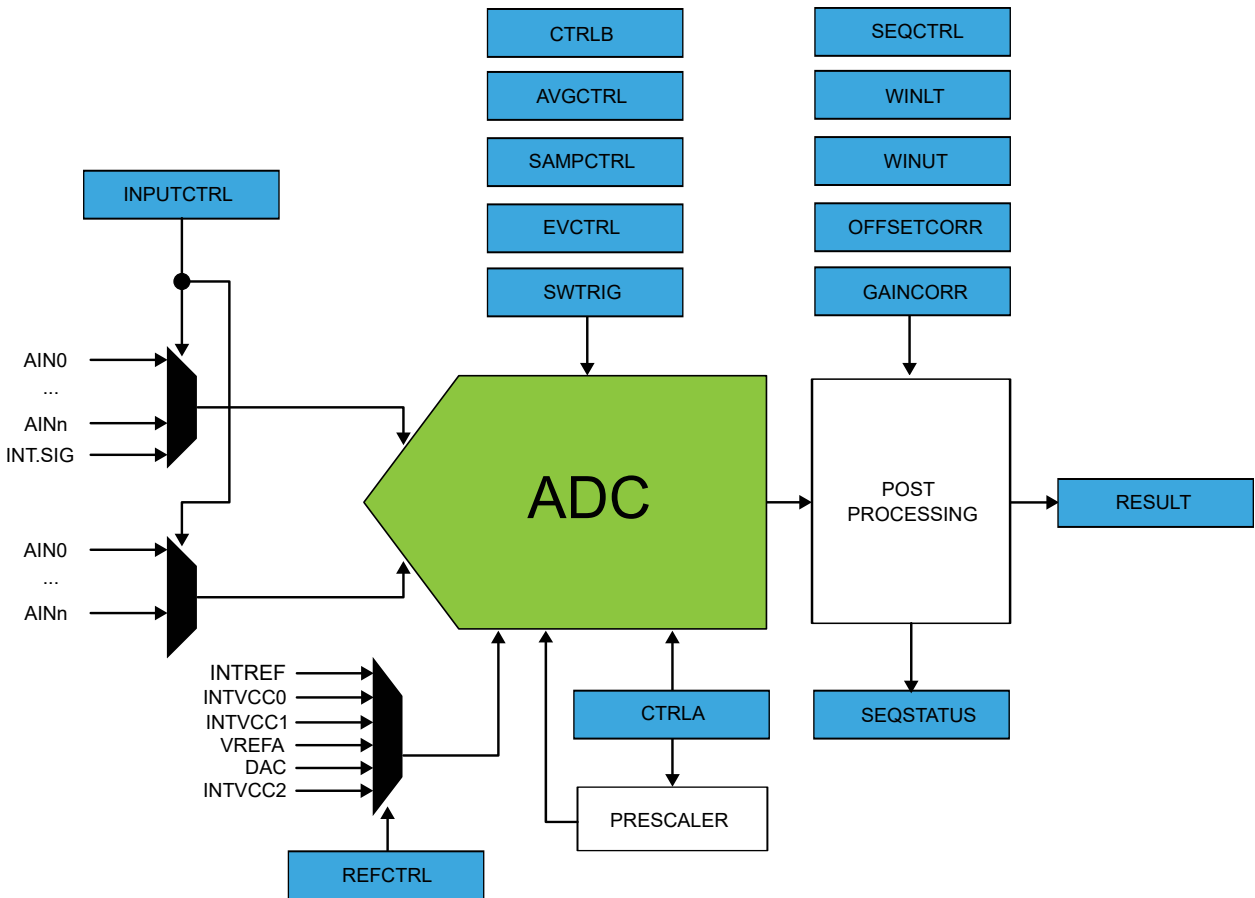 CTRLB
SEQCTRL
AVGCTRL
WINLT
SAMPCTRL
WINUT
INPUTCTRL
EVCTRL
OFFSETCORR
SWTRIG
GAINCORR
AIN0
...
AINn
INT.SIG
ADC
POST
PROCESSING
RESULT
AIN0
...
AINn
INTREF
INTVCC0
INTVCC1
VREFA
DAC
INTVCC2
CTRLA
SEQSTATUS
PRESCALER
REFCTRL